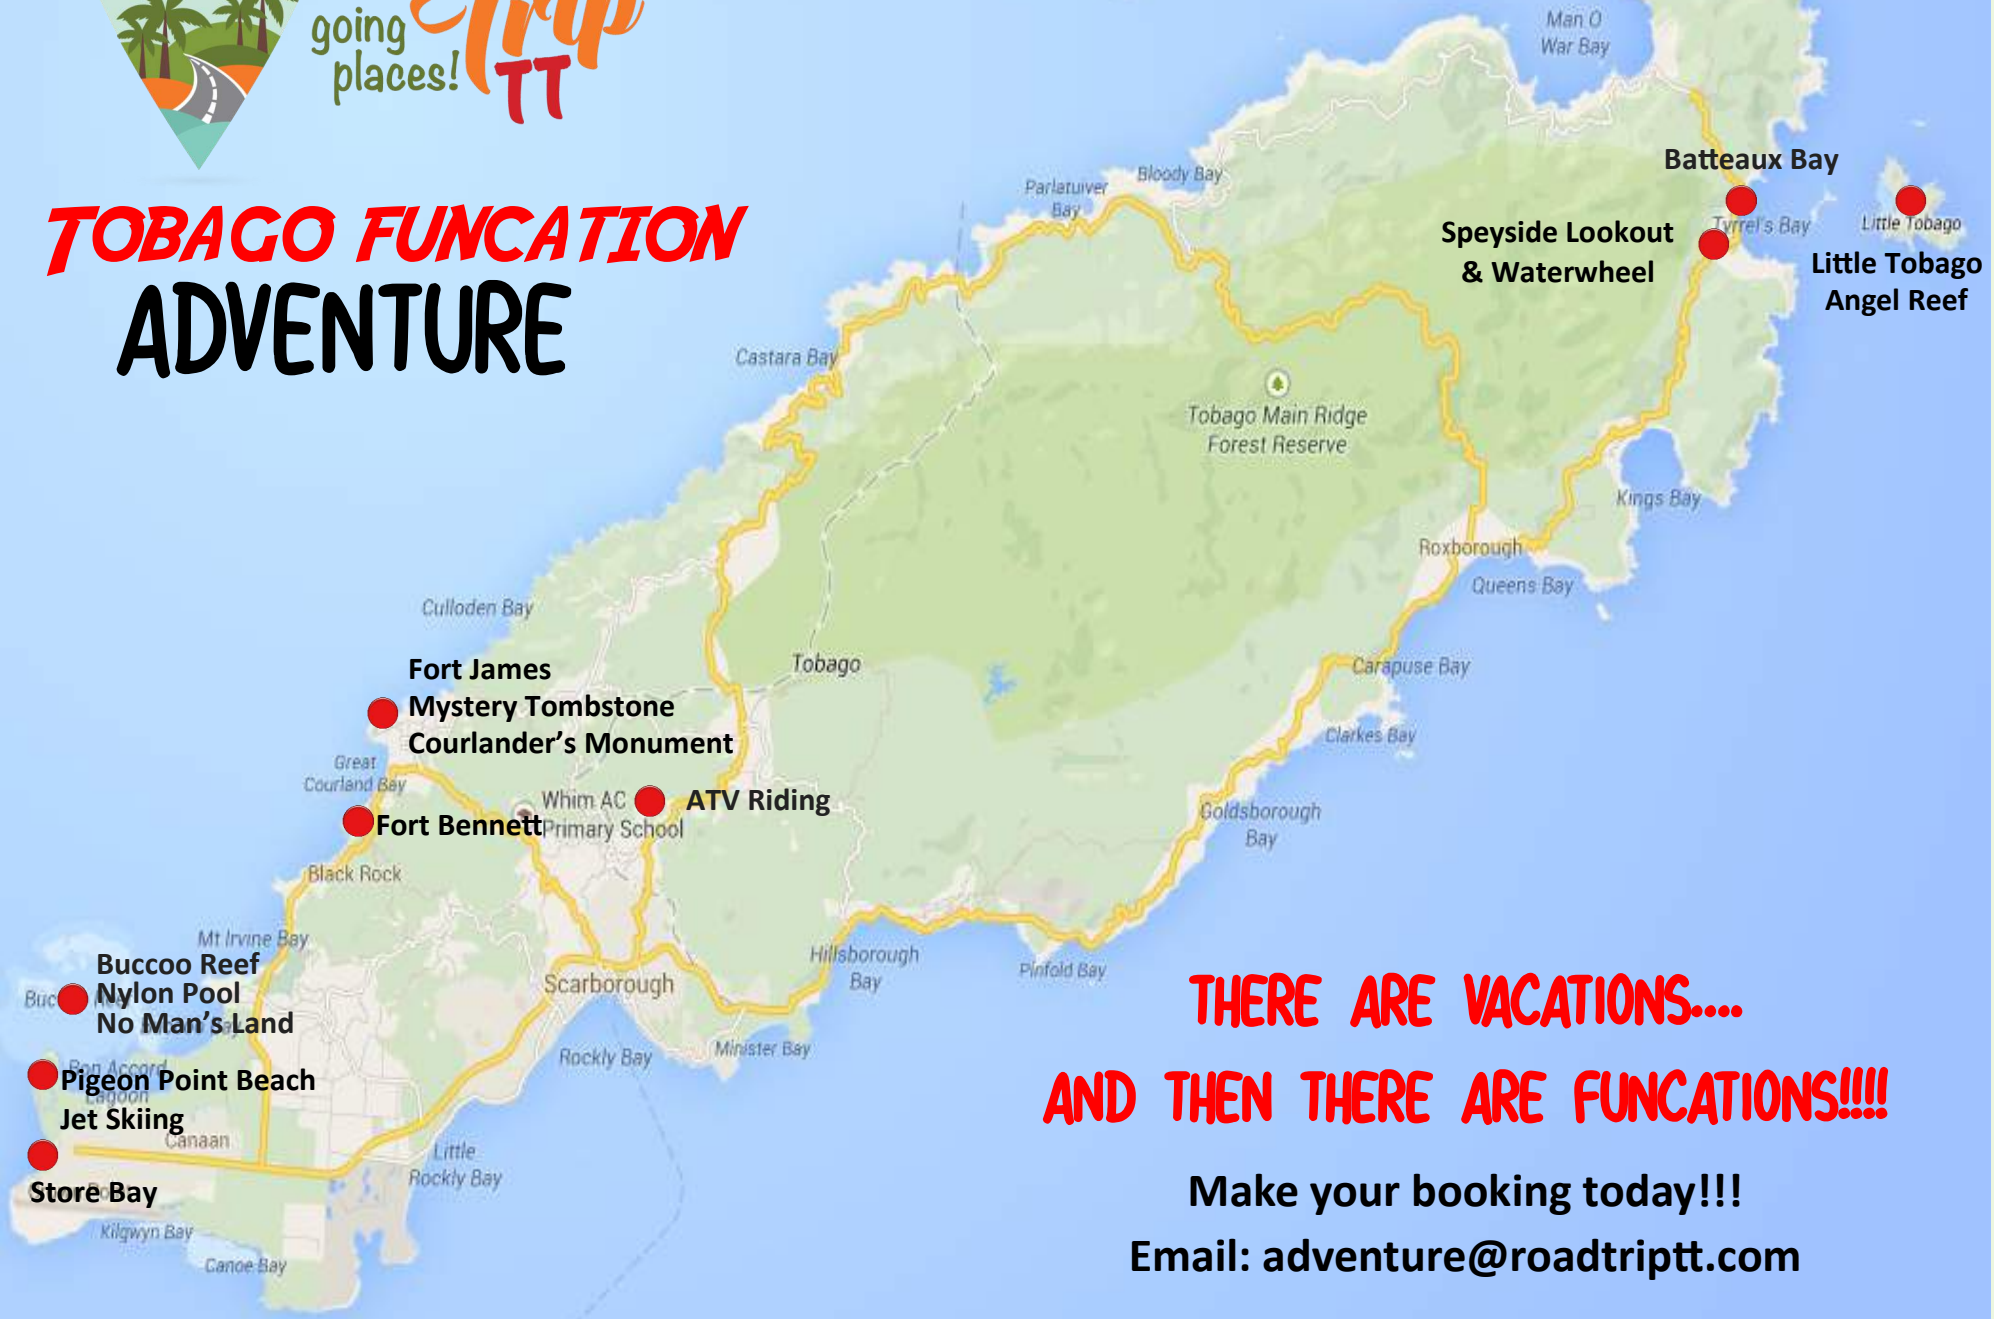 going
places!
Trip
TT
TOBAGO FUNCATION
ADVENTURE
Man O
War Bay
Batteaux Bay
Bloody Bay
Parlatuiver
Bay
Tyrrel's Bay
Little Tobago
Speyside Lookout
& Waterwheel
Little Tobago
Angel Reef
Castara Bay
Tobago Main Ridge
Forest Reserve
Kings Bay
Roxborough
Queens Bay
Culloden Bay
Tobago
Carapuse Bay
Fort James
Mystery Tombstone
Courlander's Monument
Clarkes Bay
Great
Courland Bay
Whim AC
Primary School
ATV Riding
Fort Bennett
Goldsborough
Bay
Black Rock
Mt Irvine Bay
Buccoo Reef
Nylon Pool
No Man's Land
Hillsborough
Bay
Pinfold Bay
Scarborough
Rockly Bay
Minister Bay
Bon Accord
Lagoon
Pigeon Point Beach
Jet Skiing
Canaan
Little
Rockly Bay
Store Bay
Kilgwyn Bay
Canoe Bay
THERE ARE VACATIONS....
AND THEN THERE ARE FUNCATIONS!!!!
Make your booking today!!!
Email: adventure@roadtriptt.com